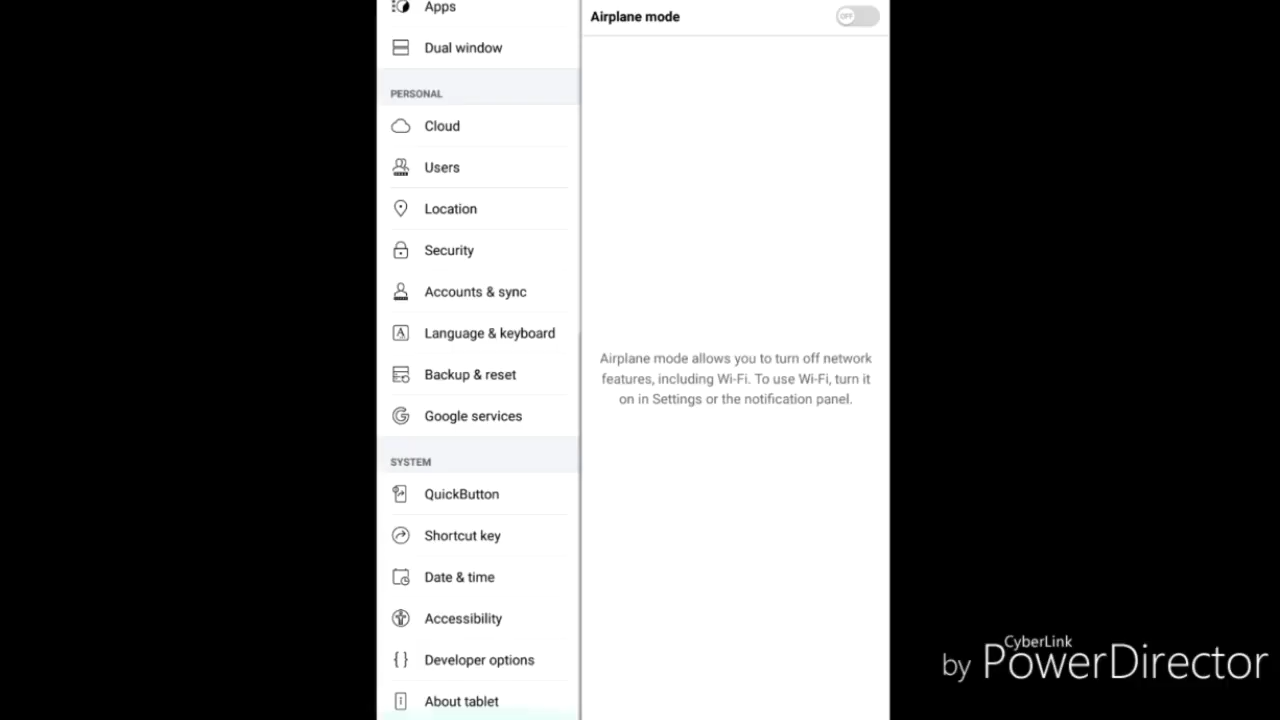 Apps
Dual window
PERSONAL
Cloud
Users
Location
Security
Accounts & sync
Language & keyboard
Backup & reset
Google services
SYSTEM
QuickButton
Shortcut key
Date & time
Accessibility
Developer options
About tablet
Airplane mode
OFF
Airplane mode allows you to turn off network
features, including Wi-Fi. To use Wi-Fi, turn it
on in Settings or the notification panel.
CyberLink
by PowerDirector